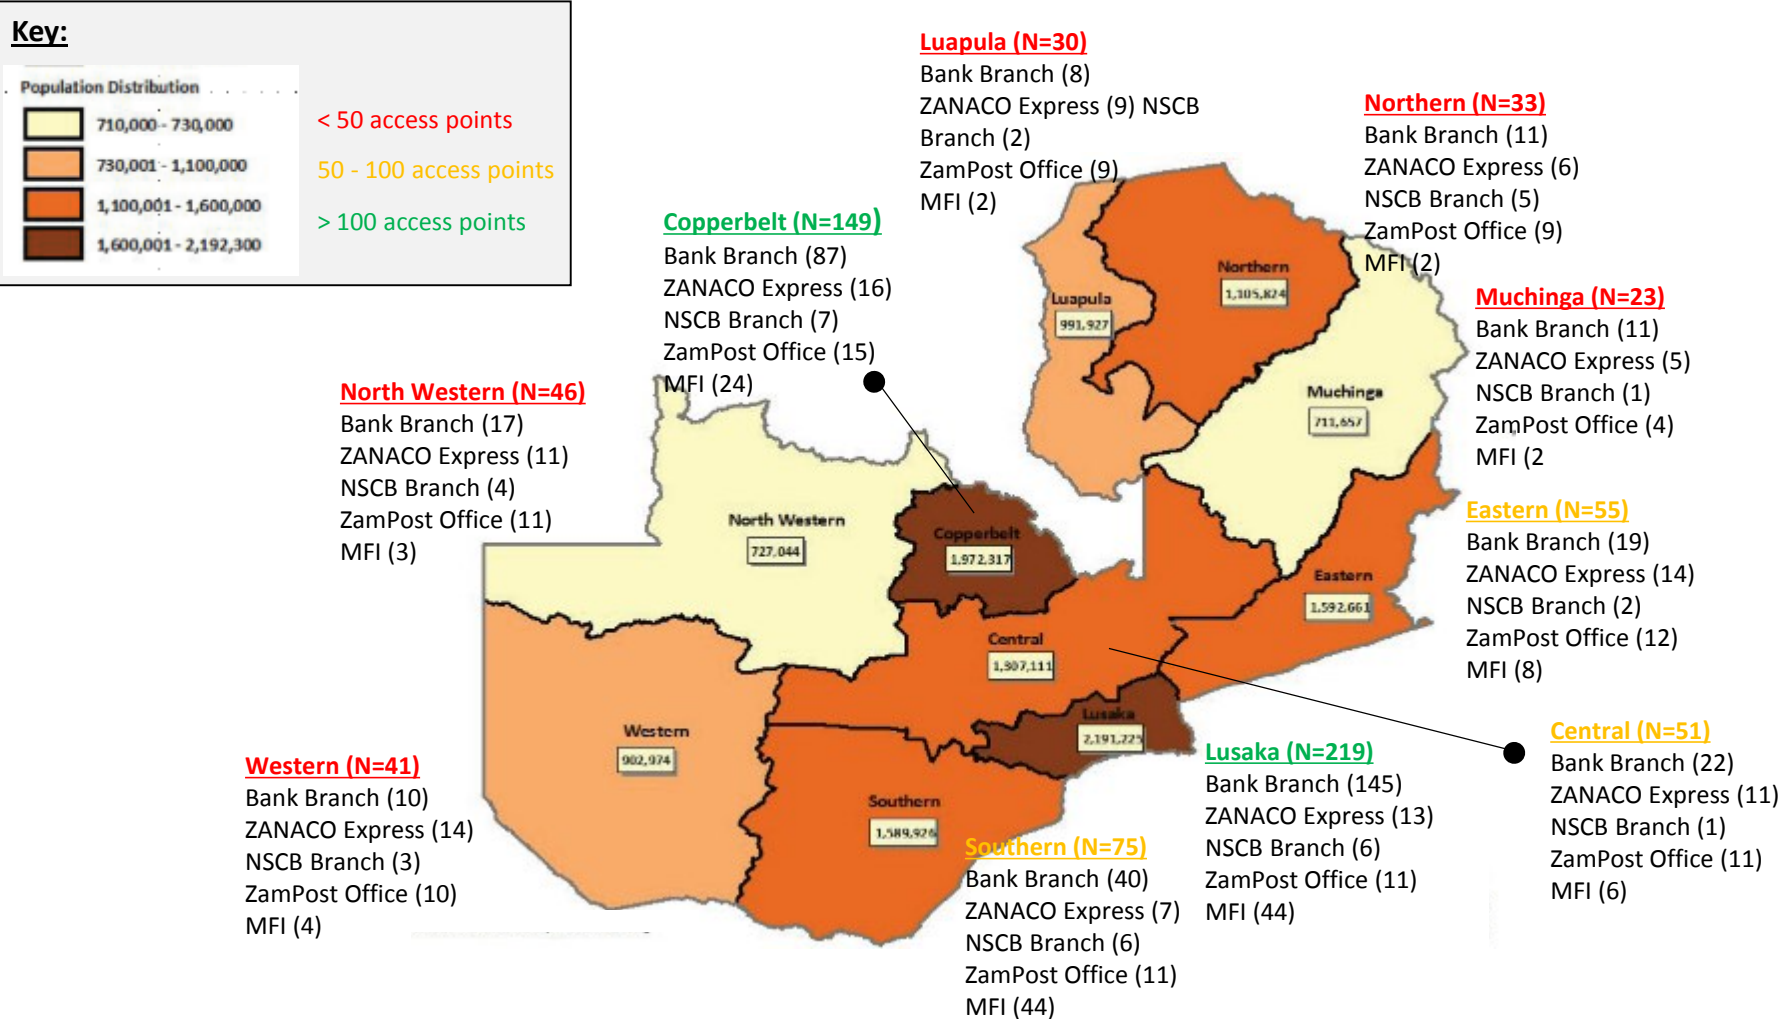 Key:
Population Distribution
710,000 - 730,000
730,001 - 1,100,000
1,100,001 - 1,600,000
1,600,001 - 2,192,300
< 50 access points
50 - 100 access points
> 100 access points
Luapula (N=30)
Bank Branch (8)
ZANACO Express (9) NSCB
Branch (2)
ZamPost Office (9)
MFI (2)
Northern (N=33)
Bank Branch (11)
ZANACO Express (6)
NSCB Branch (5)
ZamPost Office (9)
MFI (2)
Copperbelt (N=149)
Bank Branch (87)
ZANACO Express (16)
NSCB Branch (7)
ZamPost Office (15)
MFI (24)
Muchinga (N=23)
Bank Branch (11)
ZANACO Express (5)
NSCB Branch (1)
ZamPost Office (4)
MFI (2
North Western (N=46)
Bank Branch (17)
ZANACO Express (11)
NSCB Branch (4)
ZamPost Office (11)
MFI (3)
Eastern (N=55)
Bank Branch (19)
ZANACO Express (14)
NSCB Branch (2)
ZamPost Office (12)
MFI (8)
Central (N=51)
Bank Branch (22)
ZANACO Express (11)
NSCB Branch (1)
ZamPost Office (11)
MFI (6)
Western (N=41)
Bank Branch (10)
ZANACO Express (14)
NSCB Branch (3)
ZamPost Office (10)
MFI (4)
Lusaka (N=219)
Bank Branch (145)
ZANACO Express (13)
NSCB Branch (6)
ZamPost Office (11)
MFI (44)
Southern (N=75)
Bank Branch (40)
ZANACO Express (7)
NSCB Branch (6)
ZamPost Office (11)
MFI (44)
Northern
1,105,824
Luapula
991,927
Muchinga
711,657
North Western
727,044
Copperbelt
1,972,317
Eastern
1,592,661
Central
1,307,111
Western
902,974
Lusaka
2,191,225
Southern
1,589,926